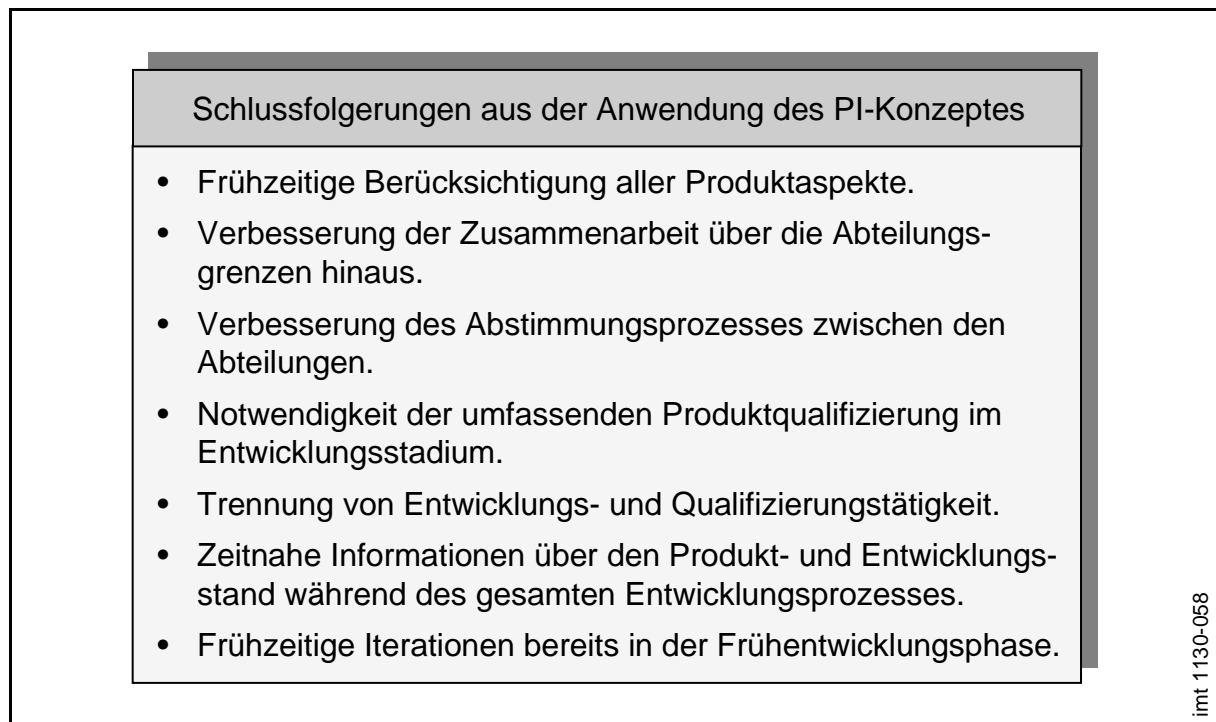 Schlussfolgerungen aus der Anwendung des PI-Konzeptes
• Frühzeitige Berücksichtigung aller Produktaspekte.
• Verbesserung der Zusammenarbeit über die Abteilungs-
grenzen hinaus.
• Verbesserung des Abstimmungsprozesses zwischen den
Abteilungen.
• Notwendigkeit der umfassenden Produktqualifizierung im
Entwicklungsstadium.
• Trennung von Entwicklungs- und Qualifizierungstätigkeit.
• Zeitnahe Informationen über den Produkt- und Entwicklungs-
stand während des gesamten Entwicklungsprozesses.
• Frühzeitige Iterationen bereits in der Frühentwicklungsphase.
imt 1130-058